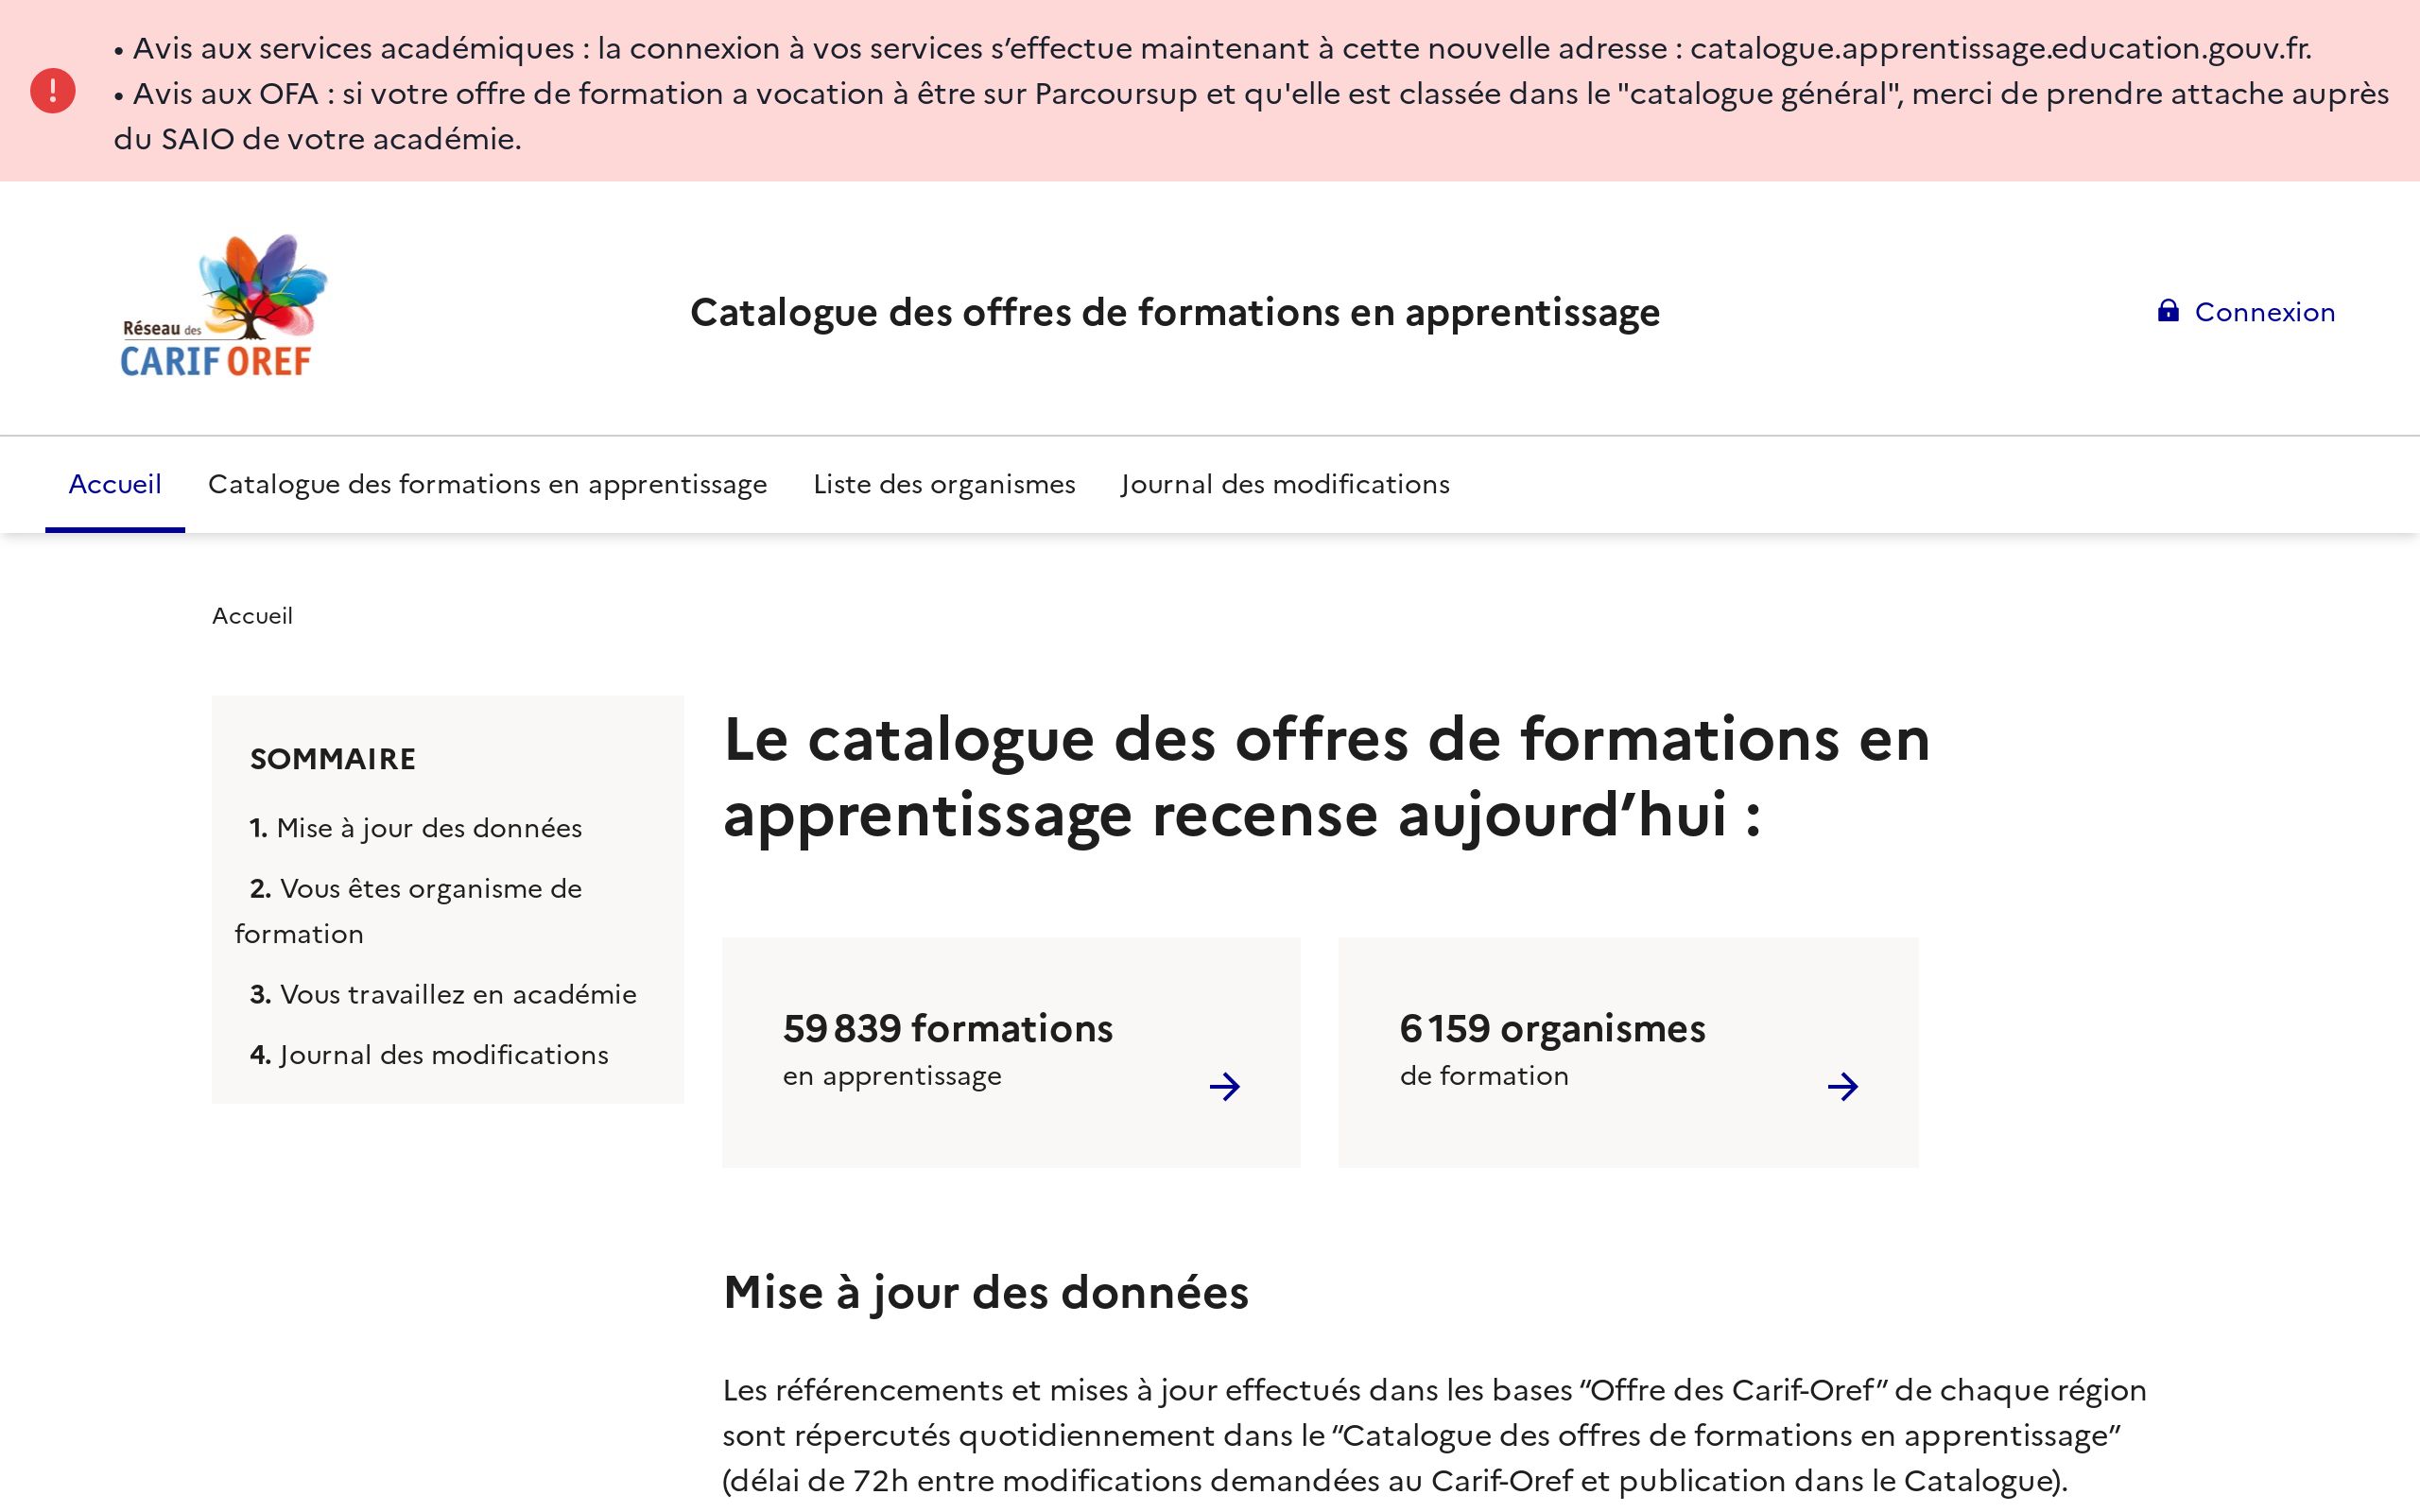 • Avis aux services académiques : la connexion à vos services s’effectue maintenant à cette nouvelle adresse : catalogue.apprentissage.education.gouv.fr.
• Avis aux OFA : si votre offre de formation a vocation à être sur Parcoursup et qu'elle est classée dans le "catalogue général", merci de prendre attache auprès
du SAIO de votre académie.
Réseau des
CARIF OREF
Catalogue des offres de formations en apprentissage
Connexion
Accueil
Catalogue des formations en apprentissage
Liste des organismes
Journal des modifications
Accueil
SOMMAIRE
1. Mise à jour des données
2. Vous êtes organisme de
formation
3. Vous travaillez en académie
4. Journal des modifications
Le catalogue des offres de formations en
apprentissage recense aujourd’hui :
59 839 formations
en apprentissage
6 159 organismes
de formation
Mise à jour des données
Les référencements et mises à jour effectués dans les bases “Offre des Carif-Oref” de chaque région
sont répercutés quotidiennement dans le “Catalogue des offres de formations en apprentissage”
(délai de 72h entre modifications demandées au Carif-Oref et publication dans le Catalogue).